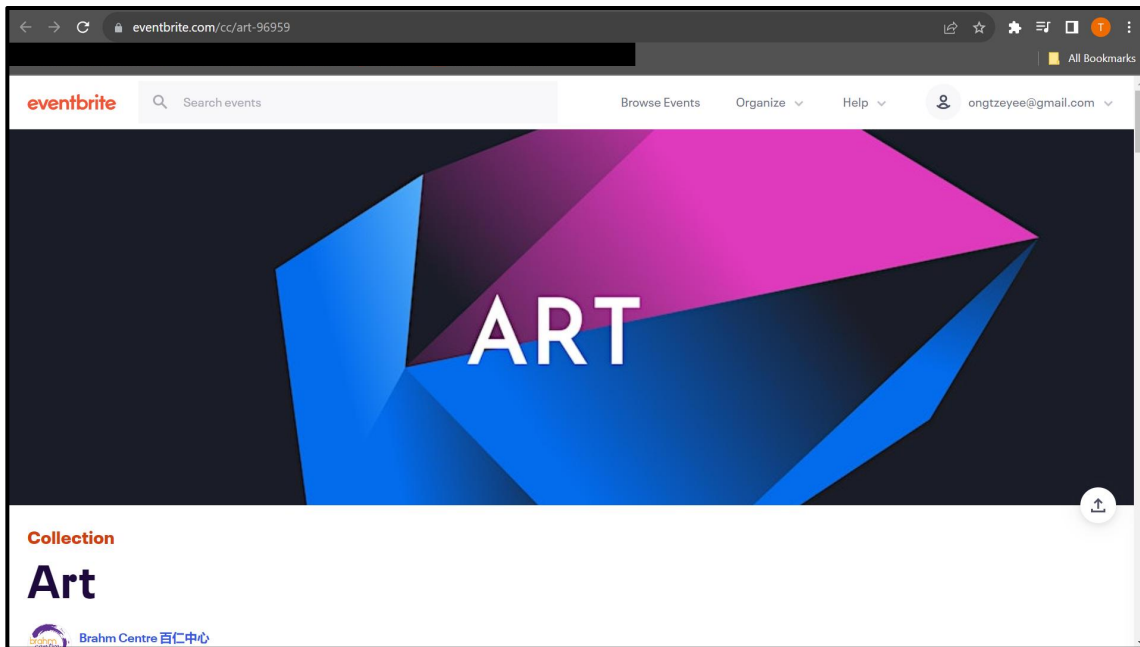 eventbrite.com/cc/art-96959
T
All Bookmarks
eventbrite
Search events
Browse Events
Organize
Help
ongtzeyee@gmail.com
ART
Collection
Art
brahm
Brahm Centre 百仁中心